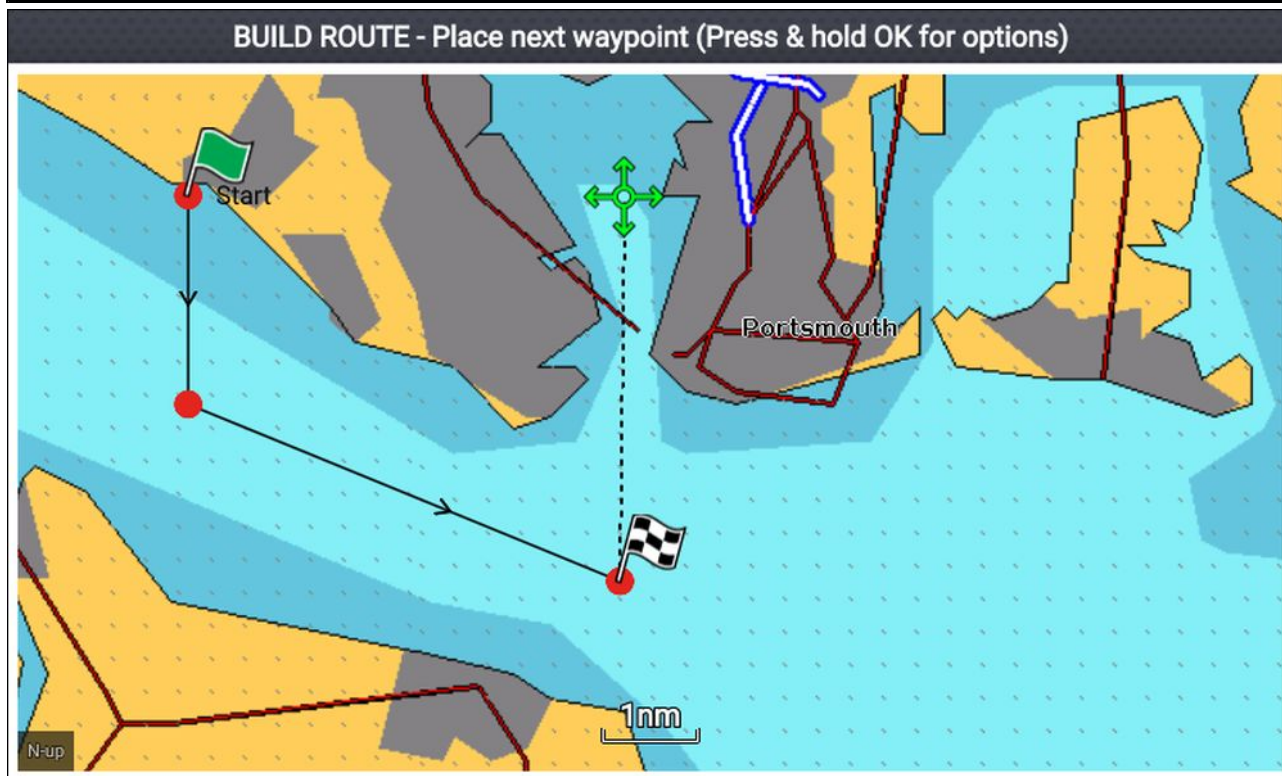 BUILD ROUTE - Place next waypoint (Press & hold OK for options)
Start
Portsmouth
1nm
N-up